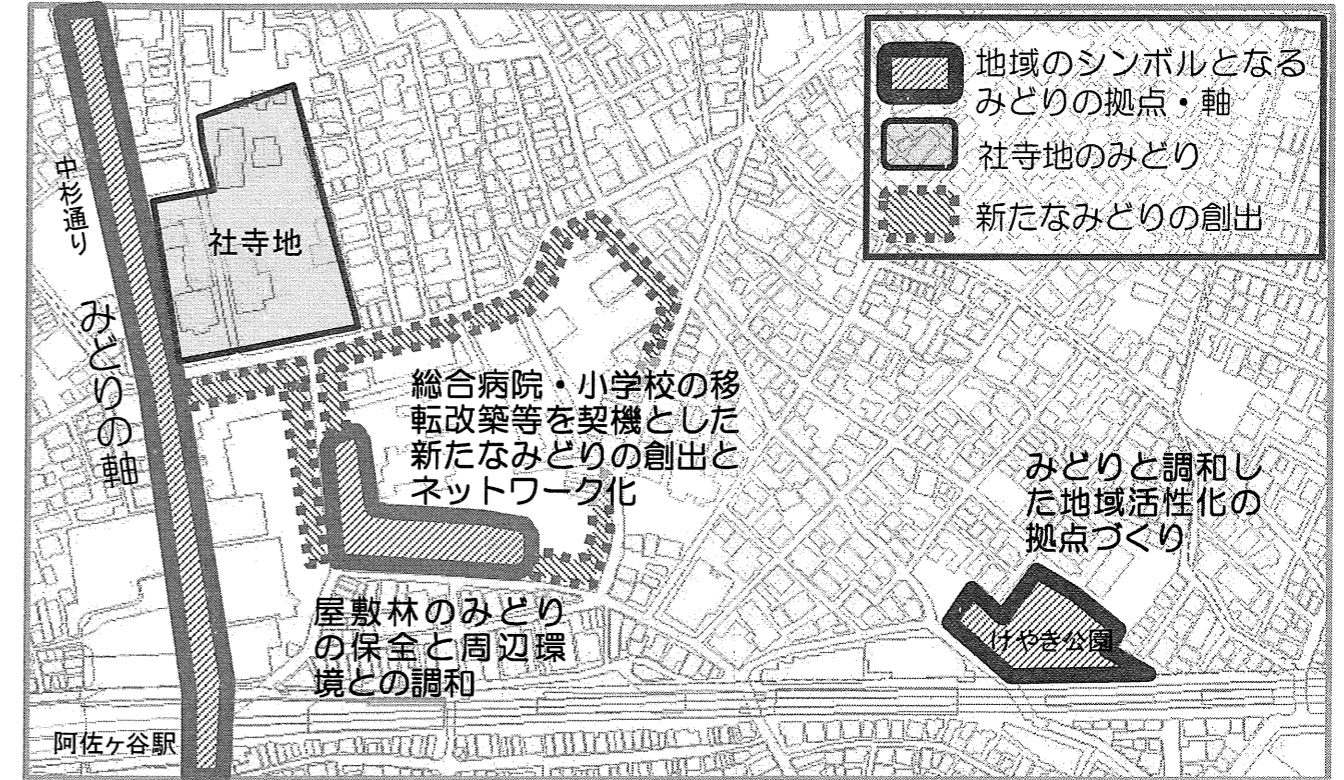 地域のシンボルとなる
みどりの拠点・軸
社寺地のみどり
新たなみどりの創出
中杉通り
社寺地
みどりの軸
総合病院・小学校の移
転改築等を契機とした
新たなみどりの創出と
ネットワーク化
みどりと調和し
た地域活性化の
拠点づくり
屋敷林のみどり
の保全と周辺環
境との調和
けやき公園
阿佐ヶ谷駅